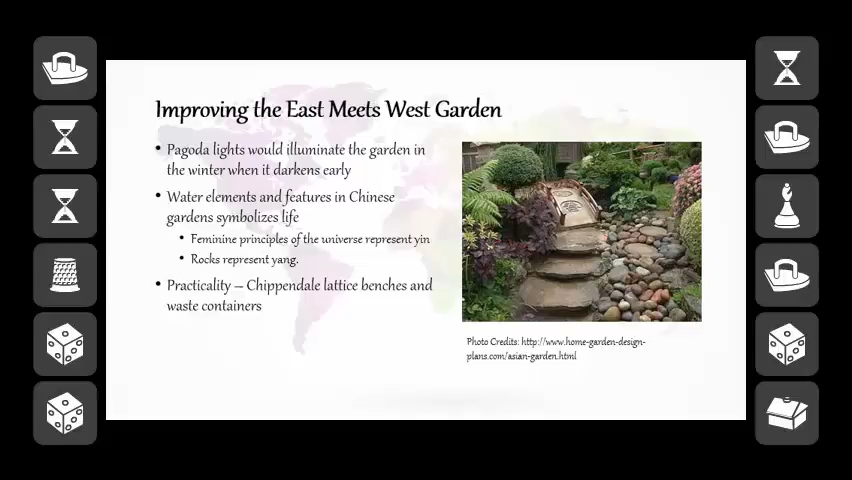 Improving the East Meets West Garden
• Pagoda lights would illuminate the garden in
the winter when it darkens early
• Water elements and features in Chinese
gardens symbolizes life
• Feminine principles of the universe represent yin
• Rocks represent yang.
• Practicality – Chippendale lattice benches and
waste containers
Photo Credits: http://www.home-garden-design-
plans.com/asian-garden.html